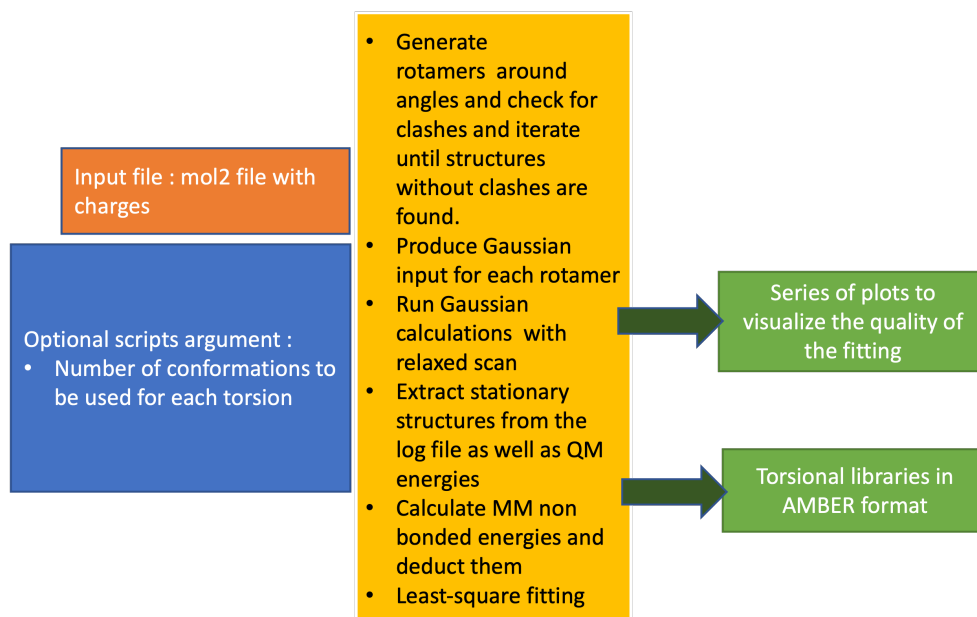 Input file : mol2 file with
charges
Optional scripts argument :
• Number of conformations to
be used for each torsion
• Generate
rotamers around
angles and check for
clashes and iterate
until structures
without clashes are
found.
• Produce Gaussian
input for each rotamer
• Run Gaussian
calculations with
relaxed scan
• Extract stationary
structures from the
log file as well as QM
energies
• Calculate MM non
bonded energies and
deduct them
• Least-square fitting
Series of plots to
visualize the quality of
the fitting
Torsional libraries in
AMBER format